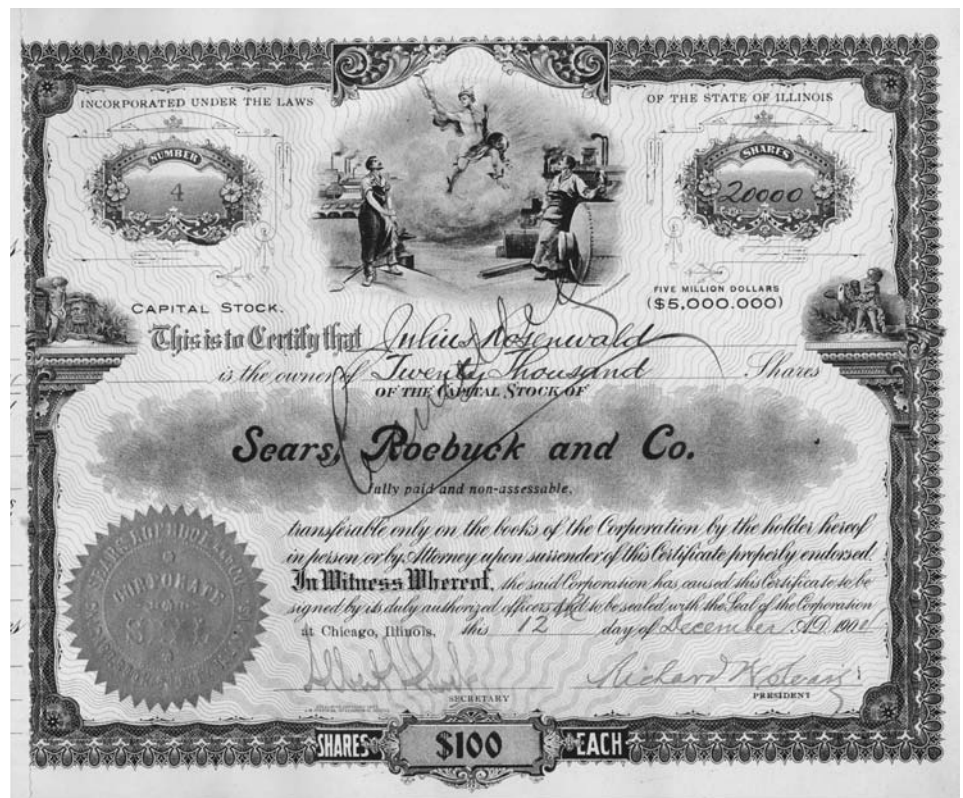 INCORPORATED UNDER THE LAWS
OF THE STATE OF ILLINOIS
NUMBER
4
SHARES
20000
CAPITAL STOCK.
FIVE MILLION DOLLARS
($5,000.000)
This is to Certify that Julius Rosenwald
is the owner of Twenty Thousand Shares
OF THE CAPITAL STOCK OF
Sears, Roebuck and Co.
fully paid and non-assessable,
transferable only on the books of the Corporation by the holder hereof
in person or by Attorney upon surrender of this Certificate properly endorsed.
In Witness Whereof, the said Corporation has caused this Certificate to be
signed by its duly authorized officers and to be sealed with the Seal of the Corporation
at Chicago, Illinois, this 12 day of December A.D. 190
CORPORATE
Richard W. Sears
SECRETARY
PRESIDENT
SHARES $100 EACH